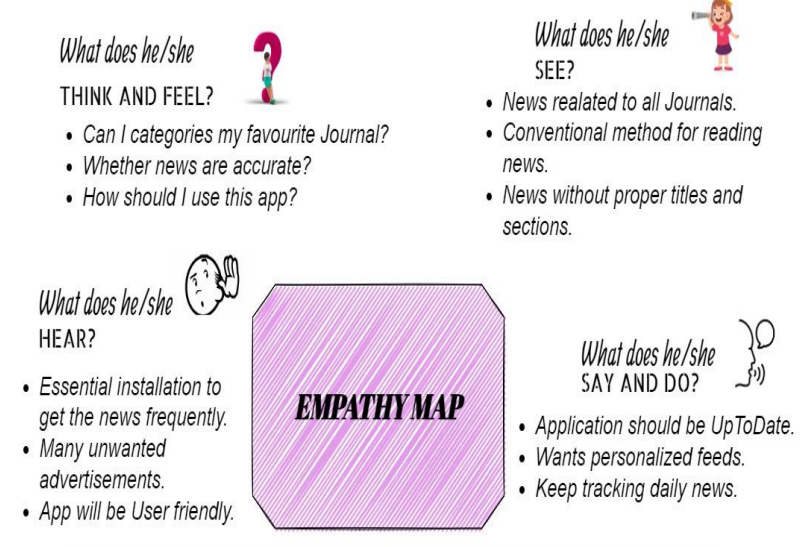 What does he/she
THINK AND FEEL?
• Can I categories my favourite Journal?
• Whether news are accurate?
• How should I use this app?
What does he/she
SEE?
• News realated to all Journals.
• Conventional method for reading
news.
• News without proper titles and
sections.
What does he/she
HEAR?
• Essential installation to
get the news frequently.
• Many unwanted
advertisements.
• App will be User friendly.
EMPATHY MAP
What does he/she
SAY AND DO?
• Application should be UpToDate.
• Wants personalized feeds.
• Keep tracking daily news.